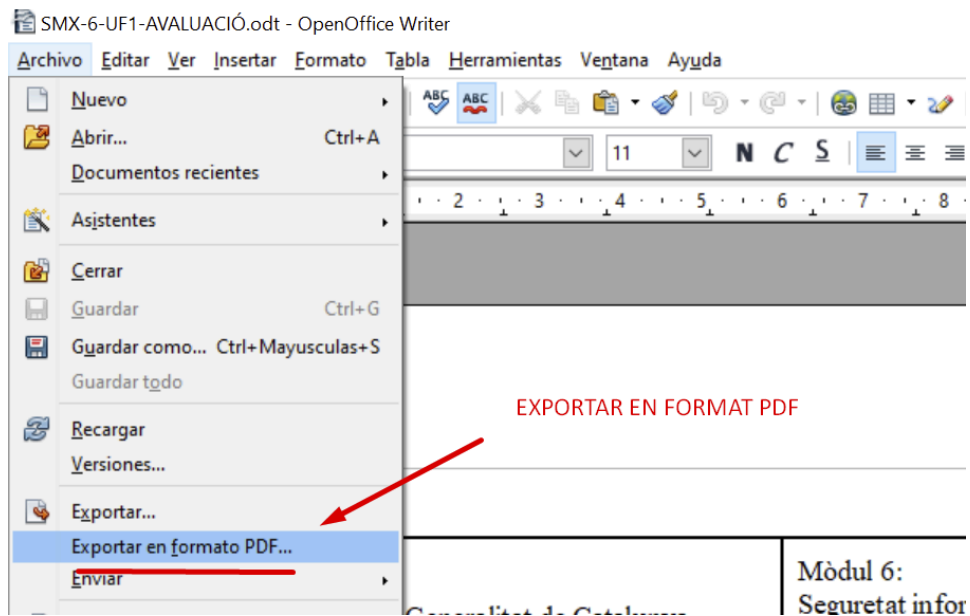 SMX-6-UF1-AVALUACIÓ.odt - OpenOffice Writer
Archivo Editar Ver Insertar Formato Tabla Herramientas Ventana Ayuda
Nuevo
Abrir... Ctrl+A
Documentos recientes
Asistentes
Cerrar
Guardar Ctrl+G
Guardar como... Ctrl+Mayusculas+S
Guardar todo
Recargar
Versiones...
Exportar...
Exportar en formato PDF...
Enviar
ABC ABC
11 N C S
2 3 4 5 6 7 8
EXPORTAR EN FORMAT PDF
Mòdul 6:
Seguretat infor
Generalitat de Catalunya